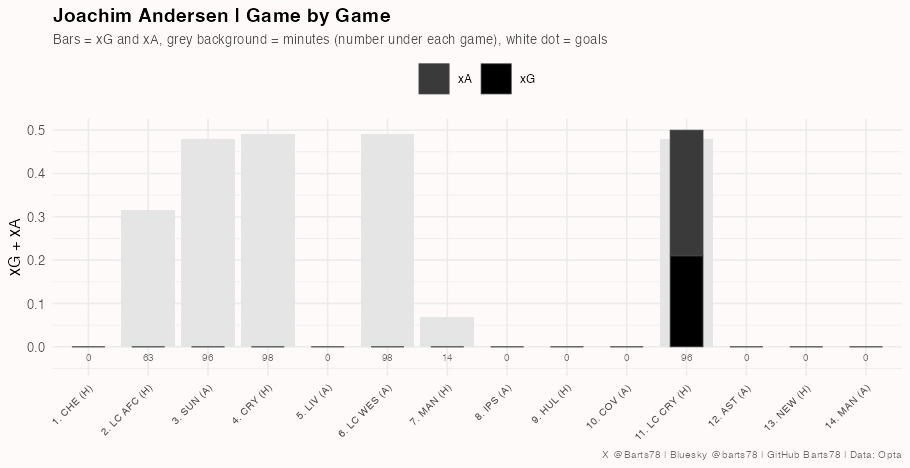 Joachim Andersen | Game by Game
Bars = xG and xA, grey background = minutes (number under each game), white dot = goals
xA xG
xG + xA
0.5
0.4
0.3
0.2
0.1
0.0
0 63 96 98 0 98 14 0 0 0 96 0 0 0
1. CHE (H)
2. LC AFC (H)
3. SUN (A)
4. CRY (H)
5. LIV (A)
6. LC WES (A)
7. MAN (H)
8. IPS (A)
9. HUL (H)
10. COV (A)
11. LC CRY (H)
12. AST (A)
13. NEW (H)
14. MAN (A)
X @Barts78 | Bluesky @barts78 | GitHub Barts78 | Data: Opta